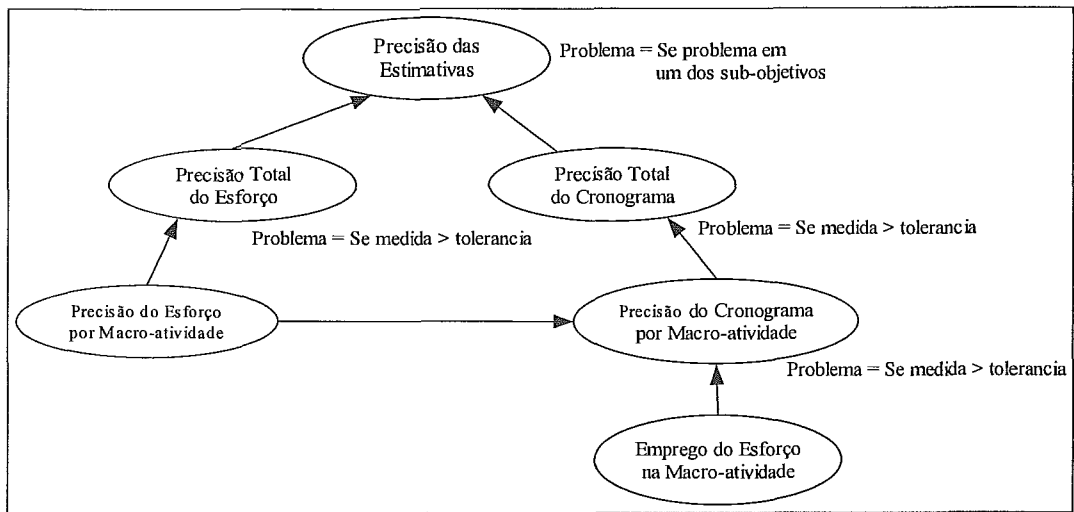 Precisão das
Estimativas
Problema = Se problema em
um dos sub-objetivos
Precisão Total
do Esforço
Precisão Total
do Cronograma
Problema = Se medida > tolerancia
Problema = Se medida > tolerancia
Precisão do Esforço
por Macro-atividade
Precisão do Cronograma
por Macro-atividade
Problema = Se medida > tolerancia
Emprego do Esforço
na Macro-atividade